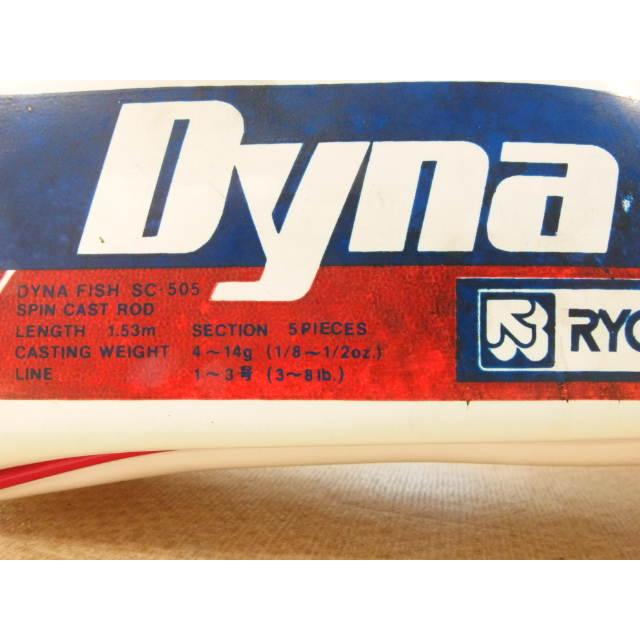 Dyna
DYNA FISH SC-505
SPIN CAST ROD
LENGTH 1.53m SECTION 5PIECES
CASTING WEIGHT 4～14g (1/8～1/2oz.)
LINE 1～3号 (3～8lb.)
RYO